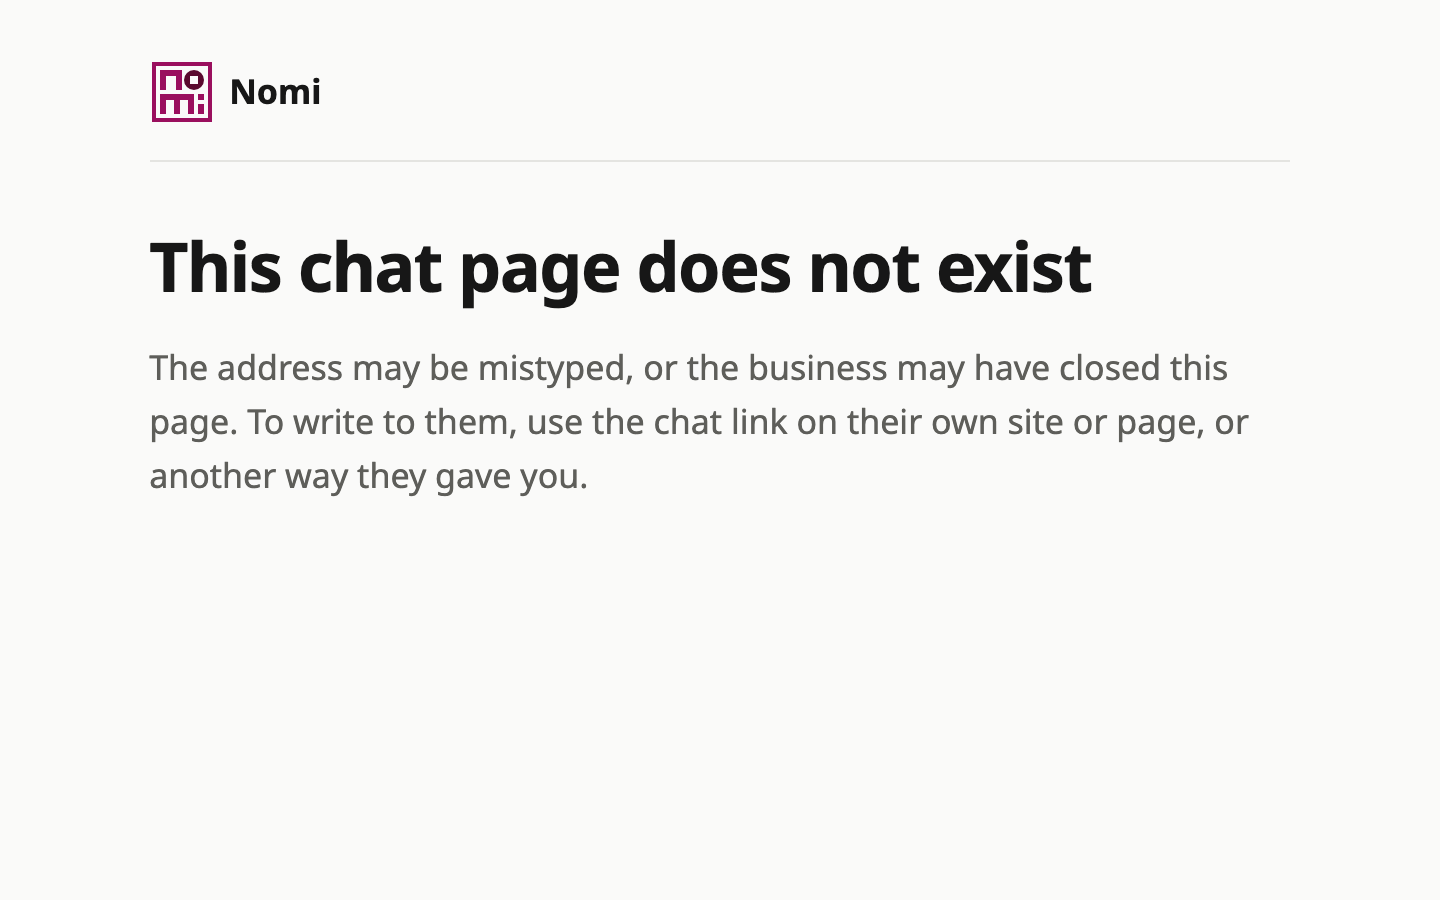 nomi
Nomi
This chat page does not exist
The address may be mistyped, or the business may have closed this
page. To write to them, use the chat link on their own site or page, or
another way they gave you.